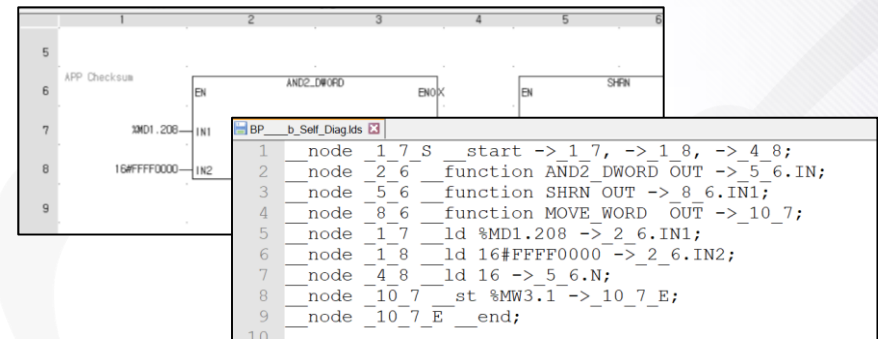 1 2 3 4 5 6
5
APP Checksum
6 EN AND2_DWORD ENO EN SHRN
7 %MD1.208 IN1
8 16#FFFF0000 IN2
9
BP____b_Self_Diag.lds
1 __node _1_7_S __start -> _1_7, -> _1_8, -> _4_8;
2 __node _2_6 __function AND2_DWORD OUT -> _5_6.IN;
3 __node _5_6 __function SHRN OUT -> _8_6.IN1;
4 __node _8_6 __function MOVE_WORD OUT -> _10_7;
5 __node _1_7 __ld %MD1.208 -> _2_6.IN1;
6 __node _1_8 __ld 16#FFFF0000 -> _2_6.IN2;
7 __node _4_8 __ld 16 -> _5_6.N;
8 __node _10_7 __st %MW3.1 -> _10_7_E;
9 __node _10_7_E __end;
10